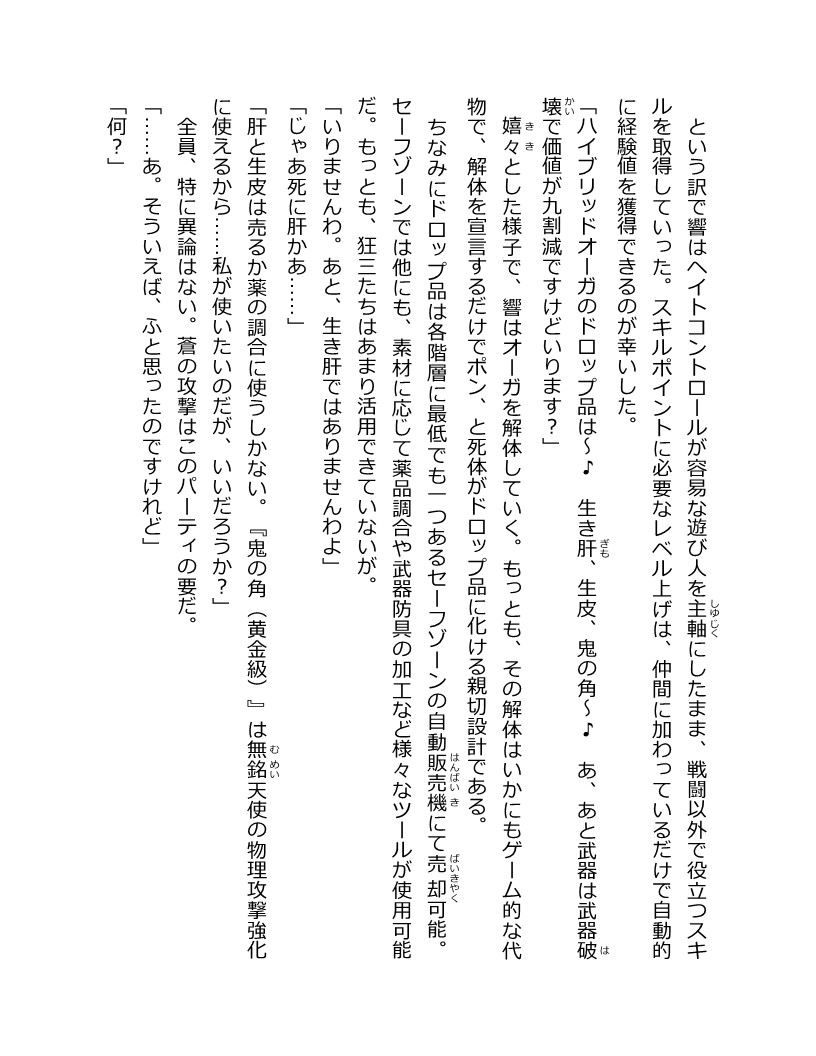 という訳で響はヘイトコントロールが容易な遊び人を主軸にしたまま、戦闘以外で役立つスキ
ルを取得していった。スキルポイントに必要なレベル上げは、仲間に加わっているだけで自動的
に経験値を獲得できるのが幸いした。
「ハイブリッドオーガのドロップ品は～♪　生き肝、生皮、鬼の角～♪　あ、あと武器は武器破
壊で価値が九割減ですけどいります？」
　嬉々とした様子で、響はオーガを解体していく。もっとも、その解体はいかにもゲーム的な代
物で、解体を宣言するだけでポン、と死体がドロップ品に化ける親切設計である。
　ちなみにドロップ品は各階層に最低でも一つあるセーフゾーンの自動販売機にて売却可能。
セーフゾーンでは他にも、素材に応じて薬品調合や武器防具の加工など様々なツールが使用可能
だ。もっとも、狂三たちはあまり活用できていないが。
「いりませんわ。あと、生き肝ではありませんわよ」
「じゃあ死に肝かあ……」
「肝と生皮は売るか薬の調合に使うしかない。『鬼の角（黄金級）』は無銘天使の物理攻撃強化
に使えるから……私が使いたいのだが、いいだろうか？」
　全員、特に異論はない。蒼の攻撃はこのパーティの要だ。
「……あ。そういえば、ふと思ったのですけれど」
「何？」